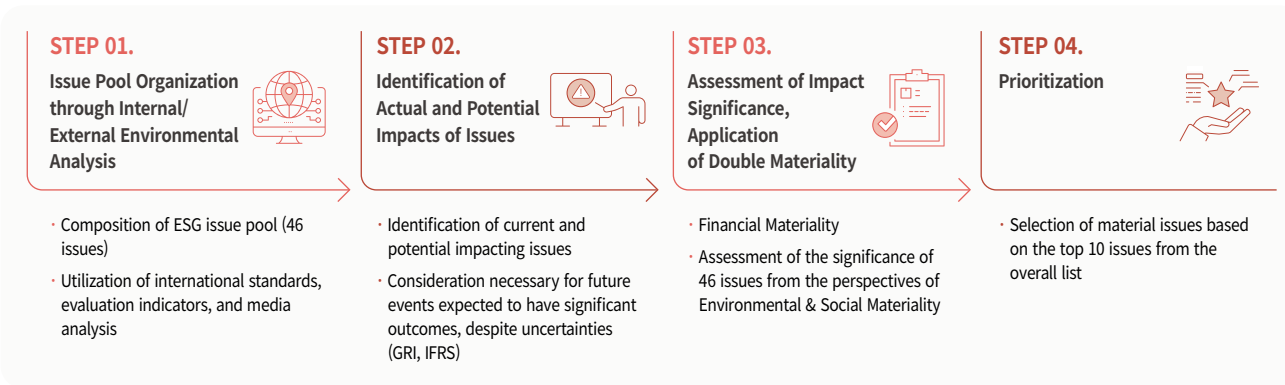 STEP 01.
Issue Pool Organization
through Internal/
External Environmental
Analysis
· Composition of ESG issue pool (46
issues)
· Utilization of international standards,
evaluation indicators, and media
analysis
STEP 02.
Identification of
Actual and Potential
Impacts of Issues
· Identification of current and
potential impacting issues
· Consideration necessary for future
events expected to have significant
outcomes, despite uncertainties
(GRI, IFRS)
STEP 03.
Assessment of Impact
Significance,
Application
of Double Materiality
· Financial Materiality
· Assessment of the significance of
46 issues from the perspectives of
Environmental & Social Materiality
STEP 04.
Prioritization
· Selection of material issues based
on the top 10 issues from the
overall list